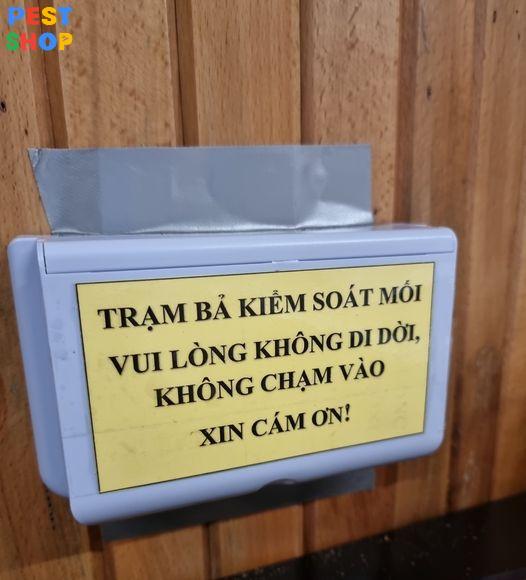 PEST
SHOP
TRẠM BẢ KIỂM SOÁT MỐI
VUI LÒNG KHÔNG DI DỜI,
KHÔNG CHẠM VÀO
XIN CÁM ƠN!